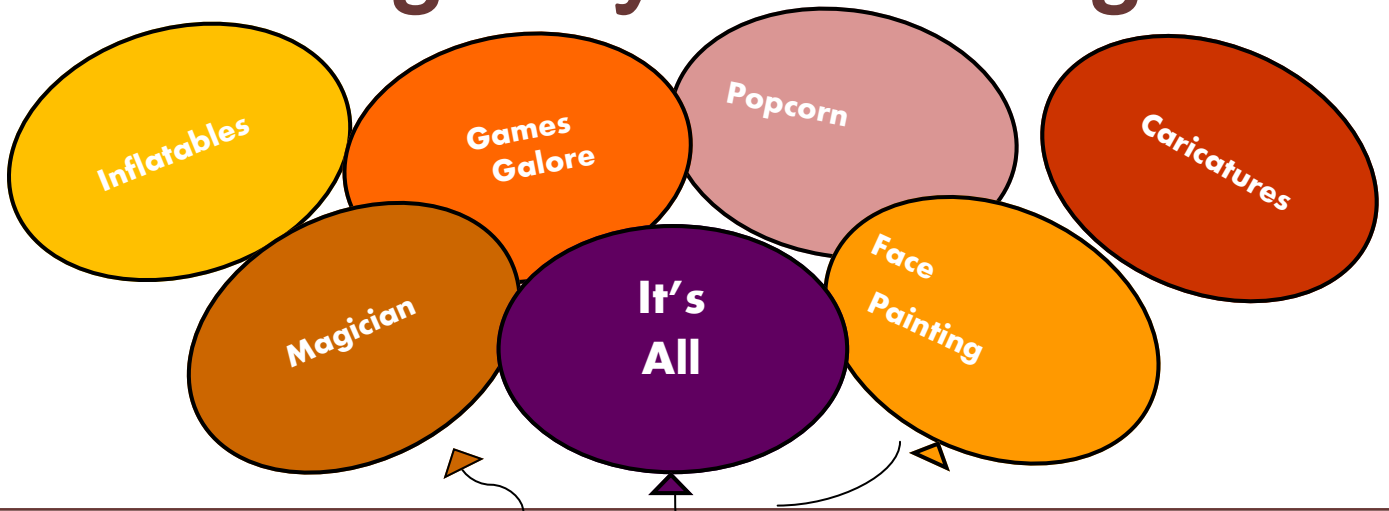 Inflatables
Games
Galore
Popcorn
Caricatures
Magician
It's
All
Face
Painting